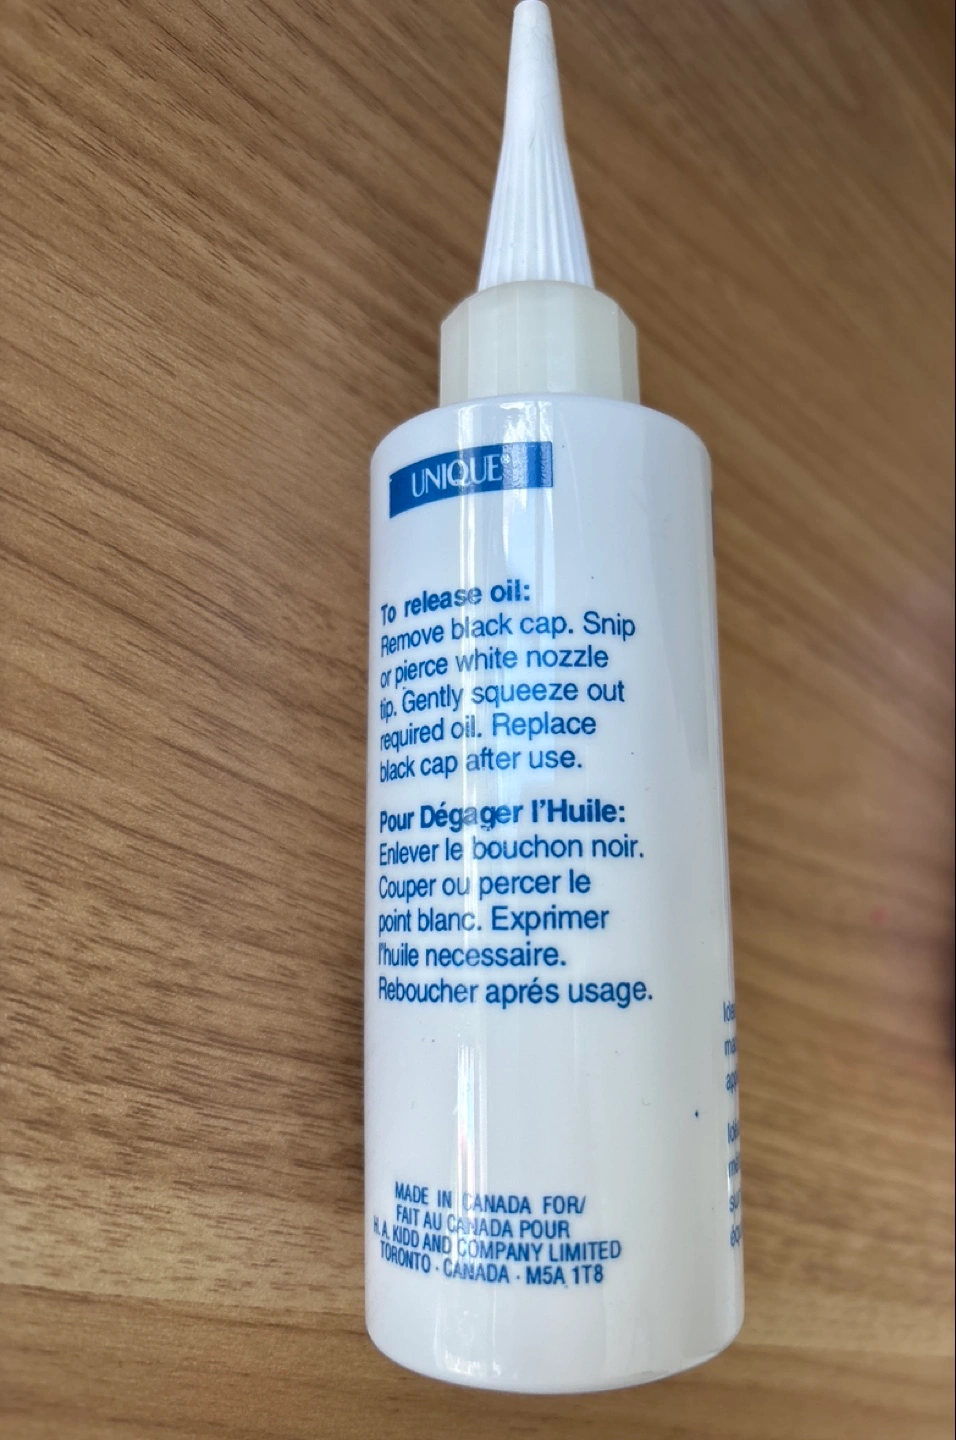 UNIQUE®
To release oil:
Remove black cap. Snip
or pierce white nozzle
tip. Gently squeeze out
required oil. Replace
black cap after use.
Pour Dégager l'Huile:
Enlever le bouchon noir.
Couper ou percer le
point blanc. Exprimer
l'huile necessaire.
Reboucher aprés usage.
MADE IN CANADA FOR/
FAIT AU CANADA POUR
H. A. KIDD AND COMPANY LIMITED
TORONTO · CANADA · M5A 1T8